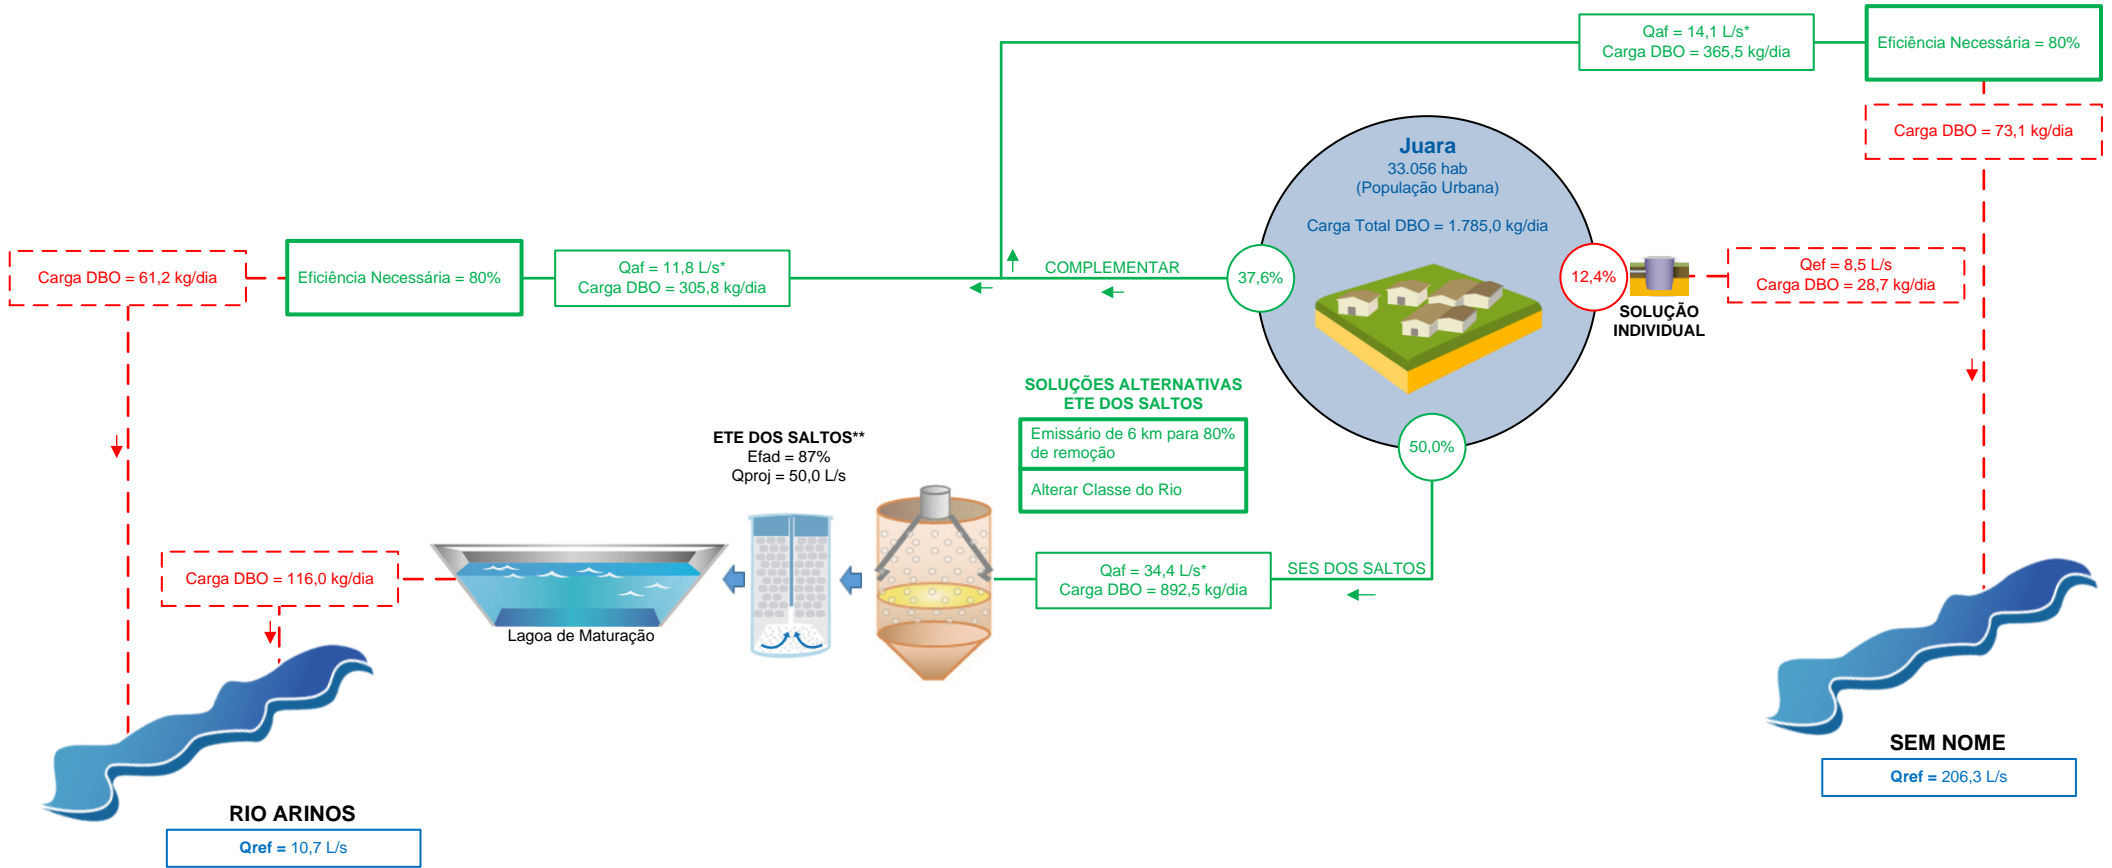 Qaf = 14,1 L/s*
Carga DBO = 365,5 kg/dia
Eficiência Necessária = 80%
Carga DBO = 73,1 kg/dia
Juara
33.056 hab
(População Urbana)
Carga Total DBO = 1.785,0 kg/dia
Carga DBO = 61,2 kg/dia
Eficiência Necessária = 80%
Qaf = 11,8 L/s*
Carga DBO = 305,8 kg/dia
COMPLEMENTAR
37,6%
12,4%
SOLUÇÃO
INDIVIDUAL
Qef = 8,5 L/s
Carga DBO = 28,7 kg/dia
SOLUÇÕES ALTERNATIVAS
ETE DOS SALTOS
Emissário de 6 km para 80%
de remoção
Alterar Classe do Rio
50,0%
ETE DOS SALTOS**
Efad = 87%
Qproj = 50,0 L/s
Carga DBO = 116,0 kg/dia
Lagoa de Maturação
Qaf = 34,4 L/s*
Carga DBO = 892,5 kg/dia
SES DOS SALTOS
SEM NOME
Qref = 206,3 L/s
RIO ARINOS
Qref = 10,7 L/s